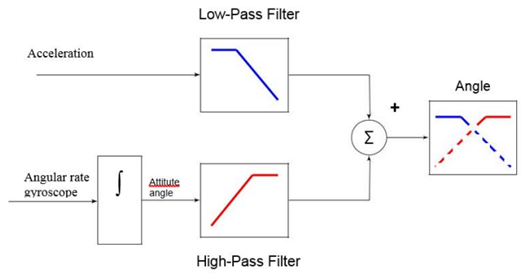 Low-Pass Filter
Acceleration
Angle
+
Σ
Angular rate
gyroscope
∫
Attitute
angle
High-Pass Filter